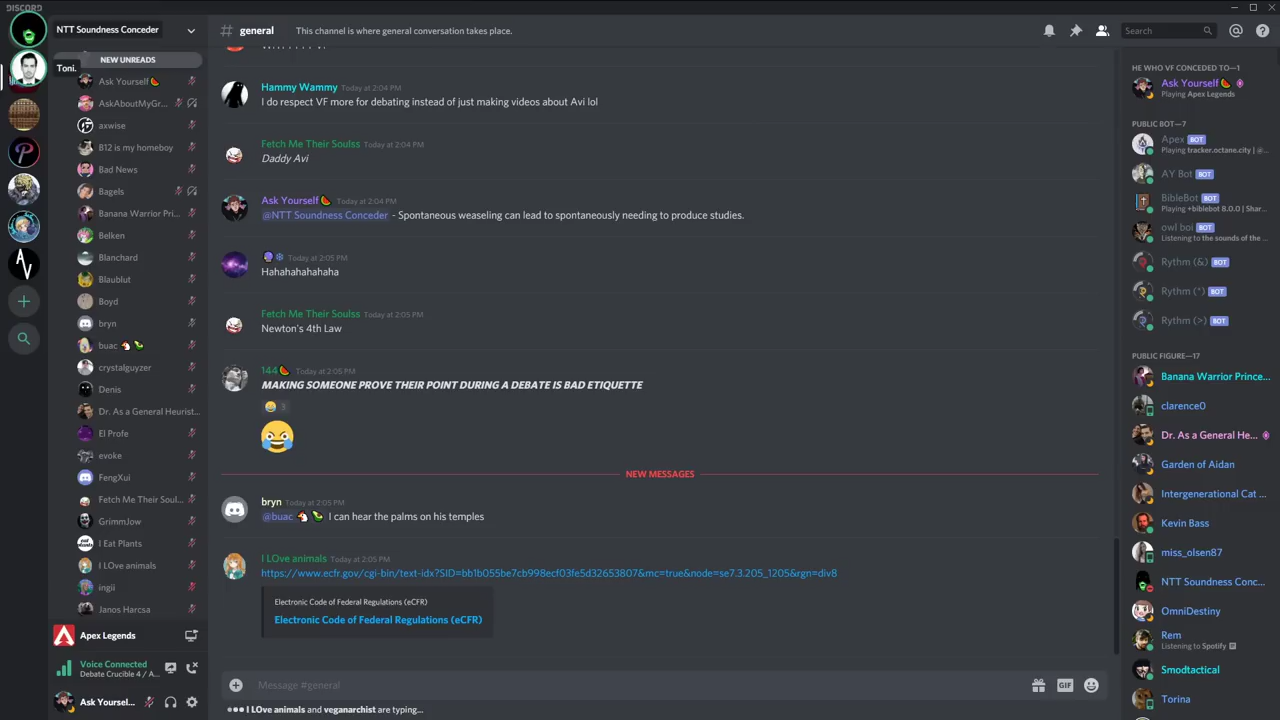 DISCORD
NTT Soundness Conceder
general
This channel is where general conversation takes place.
Search
Toni.
NEW UNREADS
Ask Yourself
AskAboutMyGr...
axwise
B12 is my homeboy
Bad News
Bagels
Banana Warrior Pri...
Belken
Blanchard
Blaublut
Boyd
bryn
buac
crystalguyzer
Denis
Dr. As a General Heurist...
El Profe
evoke
FengXui
Fetch Me Their Soul...
GrimmJow
I Eat Plants
I LOve animals
ingii
Janos Harcsa
Apex Legends
Voice Connected
Debate Crucible 4 / A...
Ask Yoursel...
Hammy Wammy Today at 2:04 PM
I do respect VF more for debating instead of just making videos about Avi lol
Fetch Me Their Soulss Today at 2:04 PM
Daddy Avi
Ask Yourself Today at 2:04 PM
@NTT Soundness Conceder - Spontaneous weaseling can lead to spontaneously needing to produce studies.
Today at 2:05 PM
Hahahahahahaha
Fetch Me Their Soulss Today at 2:05 PM
Newton's 4th Law
144 Today at 2:05 PM
MAKING SOMEONE PROVE THEIR POINT DURING A DEBATE IS BAD ETIQUETTE
3
NEW MESSAGES
bryn Today at 2:05 PM
@buac I can hear the palms on his temples
I LOve animals Today at 2:05 PM
https://www.ecfr.gov/cgi-bin/text-idx?SID=bb1b055be7cb998ecf03fe5d32653807&mc=true&node=se7.3.205_1205&rgn=div8
Electronic Code of Federal Regulations (eCFR)
Electronic Code of Federal Regulations (eCFR)
Message #general
GIF
I LOve animals and veganarchist are typing...
HE WHO VF CONCEDED TO—1
Ask Yourself
Playing Apex Legends
PUBLIC BOT—7
Apex BOT
Playing tracker.octane.city | @...
AY Bot BOT
BibleBot BOT
Playing +biblebot 8.0.0 | Shar...
owl boi BOT
Listening to the sounds of the ...
Rythm (&) BOT
Rythm (*) BOT
Rythm (>) BOT
PUBLIC FIGURE—17
Banana Warrior Prince...
clarence0
Dr. As a General He...
Garden of Aidan
Intergenerational Cat ...
Kevin Bass
miss_olsen87
NTT Soundness Conc...
OmniDestiny
Rem
Listening to Spotify
Smodtactical
Torina